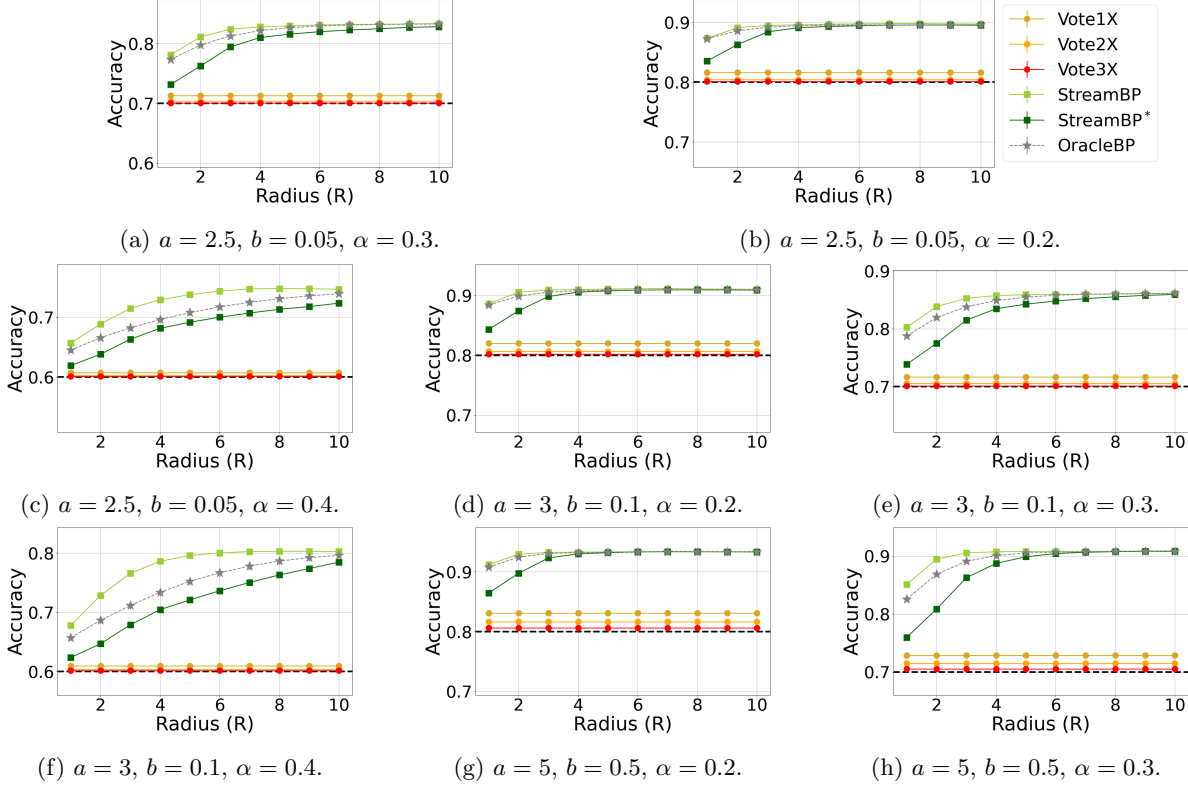 0.8
0.7
0.6
Accuracy
2 4 6 8 10
Radius (R)
(a) a = 2.5, b = 0.05, α = 0.3.
0.9
0.8
0.7
Accuracy
2 4 6 8 10
Radius (R)
(b) a = 2.5, b = 0.05, α = 0.2.
Vote1X
Vote2X
Vote3X
StreamBP
StreamBP*
OracleBP
0.7
0.6
Accuracy
2 4 6 8 10
Radius (R)
(c) a = 2.5, b = 0.05, α = 0.4.
0.9
0.8
0.7
Accuracy
2 4 6 8 10
Radius (R)
(d) a = 3, b = 0.1, α = 0.2.
0.9
0.8
0.7
Accuracy
2 4 6 8 10
Radius (R)
(e) a = 3, b = 0.1, α = 0.3.
0.8
0.7
0.6
Accuracy
2 4 6 8 10
Radius (R)
(f) a = 3, b = 0.1, α = 0.4.
0.9
0.8
0.7
Accuracy
2 4 6 8 10
Radius (R)
(g) a = 5, b = 0.5, α = 0.2.
0.9
0.8
0.7
Accuracy
2 4 6 8 10
Radius (R)
(h) a = 5, b = 0.5, α = 0.3.